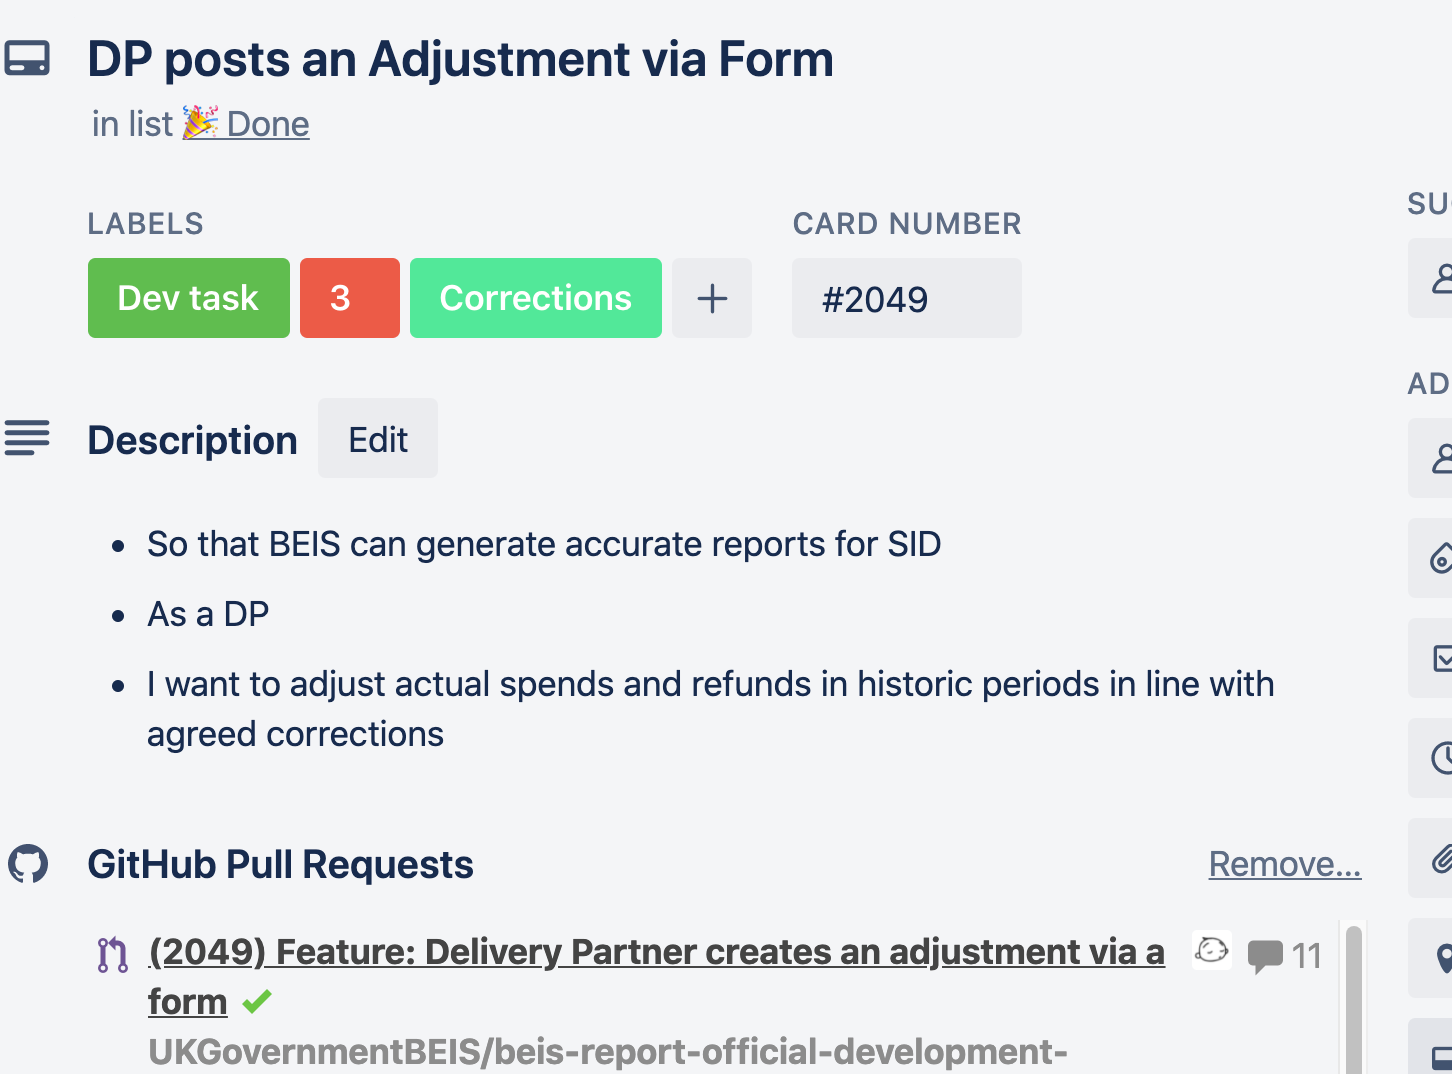 DP posts an Adjustment via Form
in list 🎉 Done
LABELS
CARD NUMBER
Dev task
3
Corrections
+
#2049
Description
Edit
• So that BEIS can generate accurate reports for SID
• As a DP
• I want to adjust actual spends and refunds in historic periods in line with
agreed corrections
GitHub Pull Requests
Remove...
(2049) Feature: Delivery Partner creates an adjustment via a
form
11
UKGovernmentBEIS/beis-report-official-development-
SU
AD